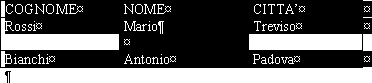 COGNOME¤ NOME¤ CITTA’¤ ¤
Rossi¤ Mario¶ Treviso¤ ¤
¤
Bianchi¤ Antonio¤ Padova¤ ¤
¶